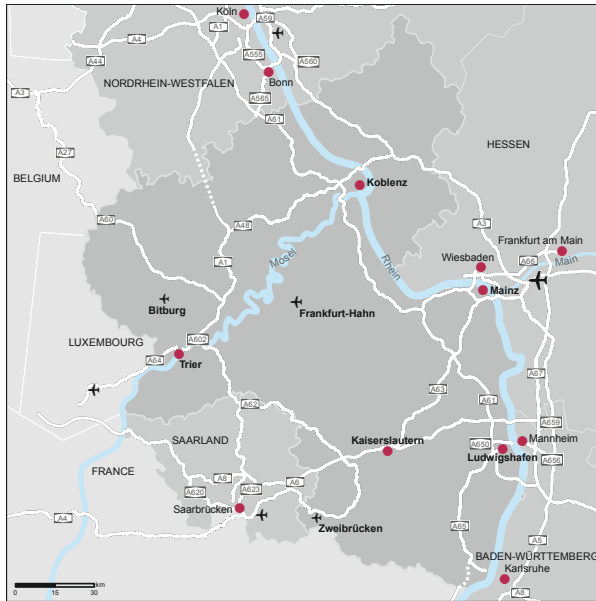 Köln
A59
A1
A4
A555
A560
A44
Bonn
NORDRHEIN-WESTFALEN
A3
A565
A61
HESSEN
A27
BELGIUM
Koblenz
A60
A48
A3
Frankfurt am Main
Mosel
Rhein
Wiesbaden
A66
Main
A1
Mainz
Bitburg
Frankfurt-Hahn
LUXEMBOURG
A602
A64
Trier
A67
A63
A61
A62
A659
SAARLAND
Kaiserslautern
A650
Mannheim
Ludwigshafen
A656
FRANCE
A8
A6
A620
A623
Saarbrücken
A4
Zweibrücken
A65
A5
BADEN-WÜRTTEMBERG
Karlsruhe
km
0 15 30
A8